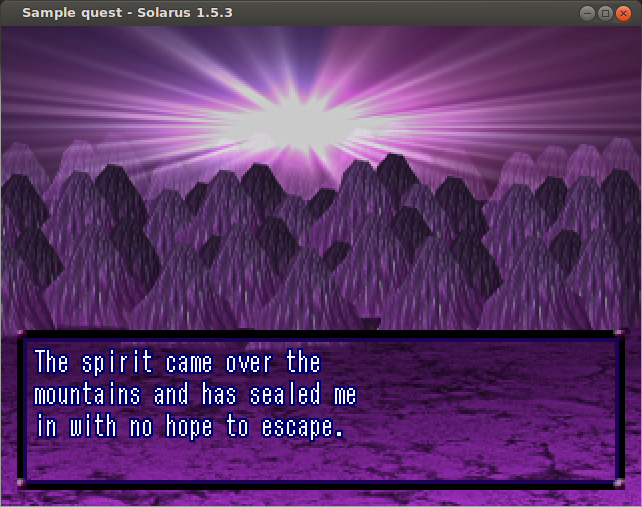 Sample quest - Solarus 1.5.3
The spirit came over the
mountains and has sealed me
in with no hope to escape.